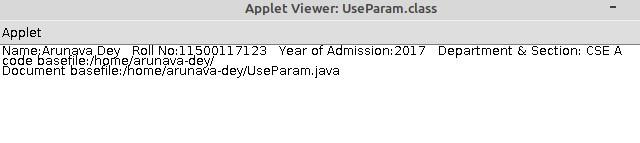 Applet Viewer: UseParam.class
Applet
Name:Arunava Dey Roll No:11500117123 Year of Admission:2017 Department & Section: CSE A
code basefile:/home/arunava-dey/
Document basefile:/home/arunava-dey/UseParam.java